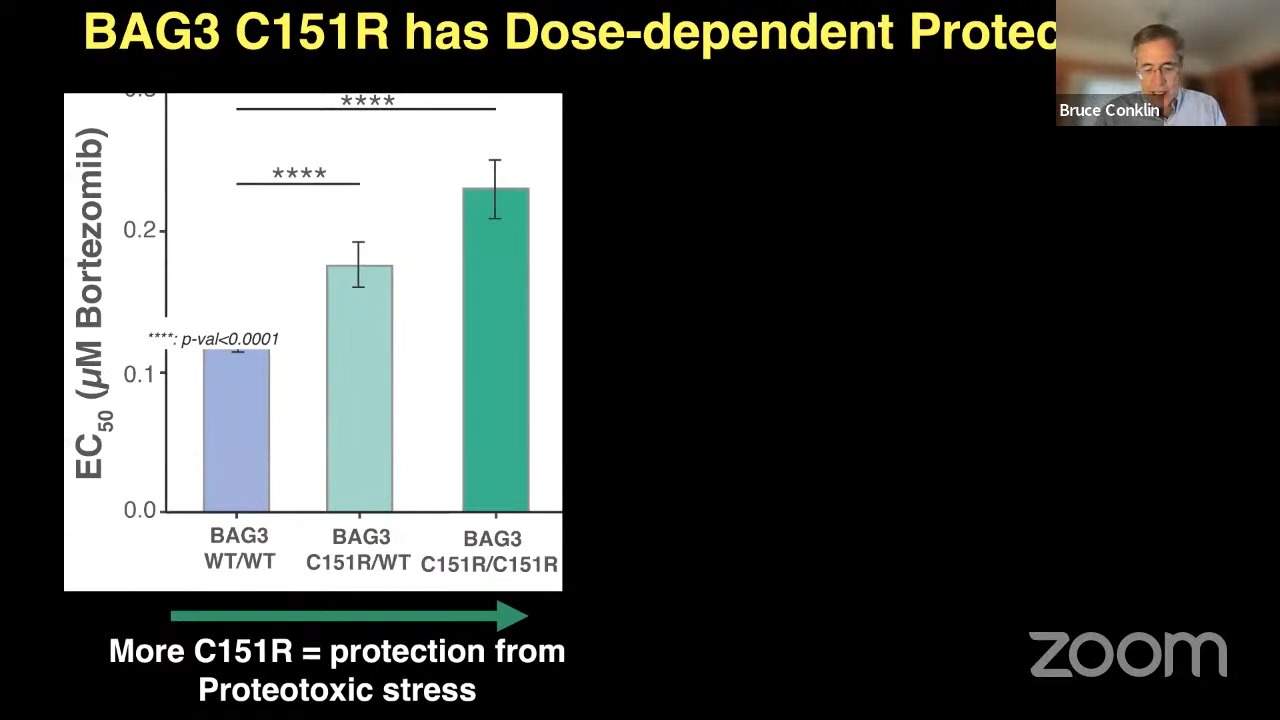 BAG3 C151R has Dose-dependent Protec
Bruce Conklin
****
****
EC50 (µM Bortezomib)
0.2
****: p-val<0.0001
0.1
0.0
BAG3
WT/WT
BAG3
C151R/WT
BAG3
C151R/C151R
More C151R = protection from
Proteotoxic stress
zoom